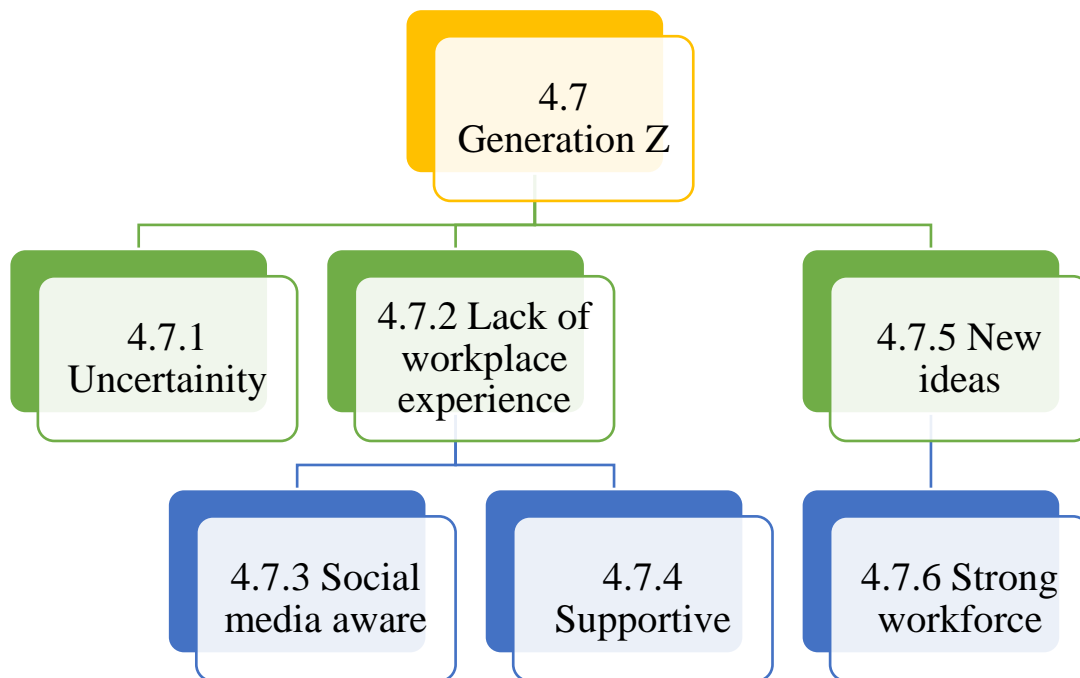 4.7
Generation Z
4.7.1
Uncertainity
4.7.2 Lack of
workplace
experience
4.7.5 New
ideas
4.7.3 Social
media aware
4.7.4
Supportive
4.7.6 Strong
workforce